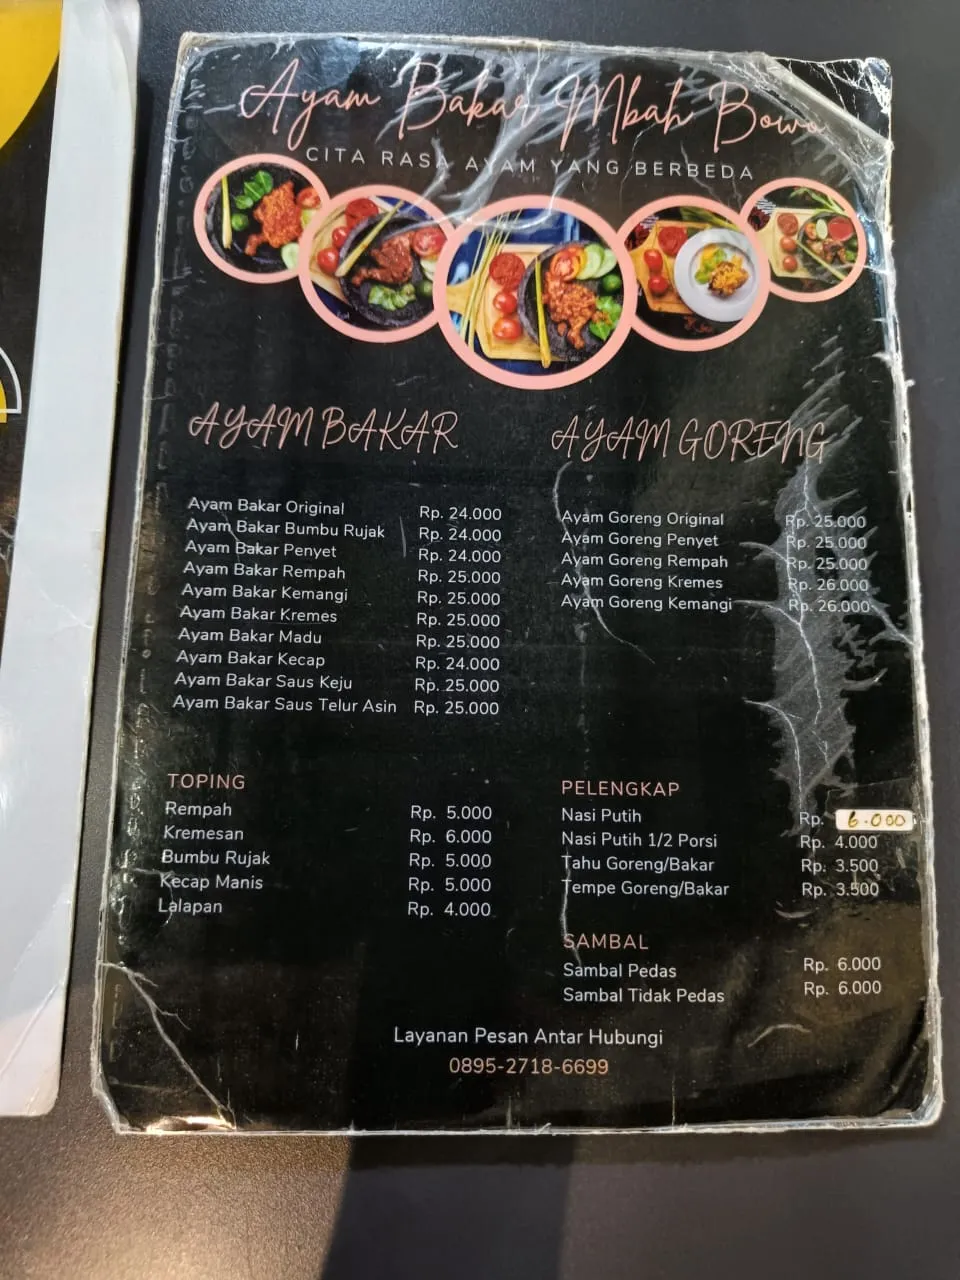 Ayam Bakar Mbah Bowo
CITA RASA AYAM YANG BERBEDA
AYAM BAKAR
Ayam Bakar Original Rp. 24.000
Ayam Bakar Bumbu Rujak Rp. 24.000
Ayam Bakar Penyet Rp. 24.000
Ayam Bakar Rempah Rp. 25.000
Ayam Bakar Kemangi Rp. 25.000
Ayam Bakar Kremes Rp. 25.000
Ayam Bakar Madu Rp. 25.000
Ayam Bakar Kecap Rp. 24.000
Ayam Bakar Saus Keju Rp. 25.000
Ayam Bakar Saus Telur Asin Rp. 25.000
AYAM GORENG
Ayam Goreng Original Rp. 25.000
Ayam Goreng Penyet Rp. 25.000
Ayam Goreng Rempah Rp. 25.000
Ayam Goreng Kremes Rp. 26.000
Ayam Goreng Kemangi Rp. 26.000
TOPING
Rempah Rp. 5.000
Kremesan Rp. 6.000
Bumbu Rujak Rp. 5.000
Kecap Manis Rp. 5.000
Lalapan Rp. 4.000
PELENGKAP
Nasi Putih Rp. 6.000
Nasi Putih 1/2 Porsi Rp. 4.000
Tahu Goreng/Bakar Rp. 3.500
Tempe Goreng/Bakar Rp. 3.500
SAMBAL
Sambal Pedas Rp. 6.000
Sambal Tidak Pedas Rp. 6.000
Layanan Pesan Antar Hubungi
0895-2718-6699